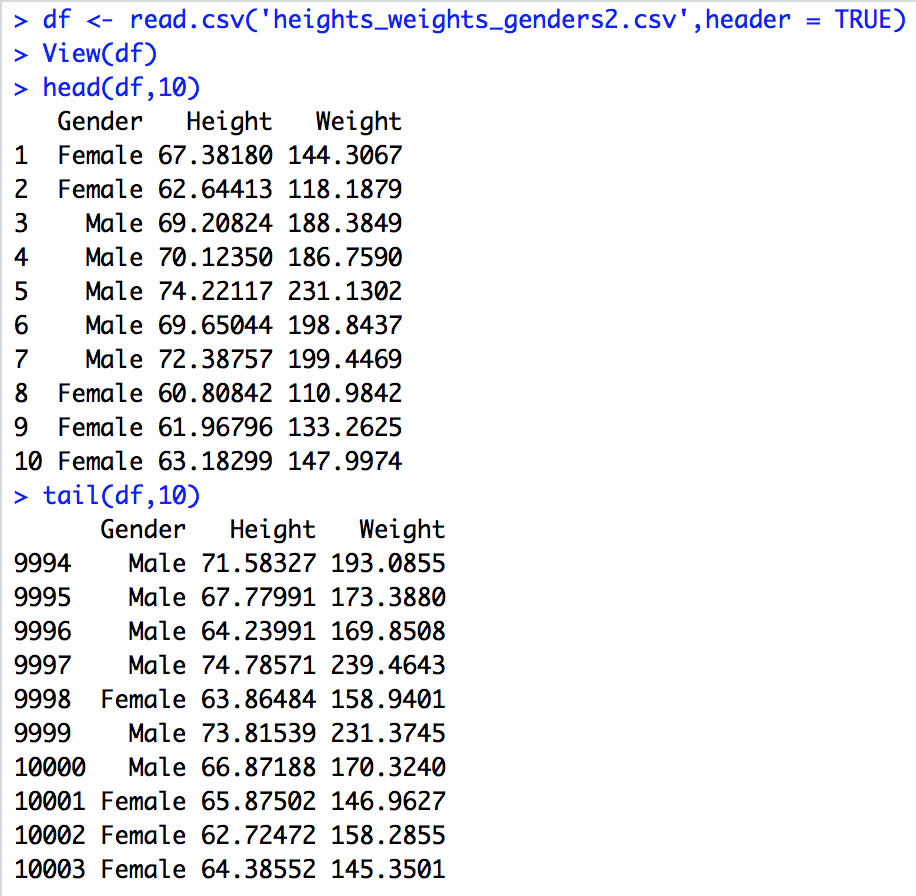 > df <- read.csv('heights_weights_genders2.csv',header = TRUE)
> View(df)
> head(df,10)
   Gender   Height   Weight
1  Female 67.38180 144.3067
2  Female 62.64413 118.1879
3    Male 69.20824 188.3849
4    Male 70.12350 186.7590
5    Male 74.22117 231.1302
6    Male 69.65044 198.8437
7    Male 72.38757 199.4469
8  Female 60.80842 110.9842
9  Female 61.96796 133.2625
10 Female 63.18299 147.9974
> tail(df,10)
      Gender   Height   Weight
9994    Male 71.58327 193.0855
9995    Male 67.77991 173.3880
9996    Male 64.23991 169.8508
9997    Male 74.78571 239.4643
9998  Female 63.86484 158.9401
9999    Male 73.81539 231.3745
10000   Male 66.87188 170.3240
10001 Female 65.87502 146.9627
10002 Female 62.72472 158.2855
10003 Female 64.38552 145.3501